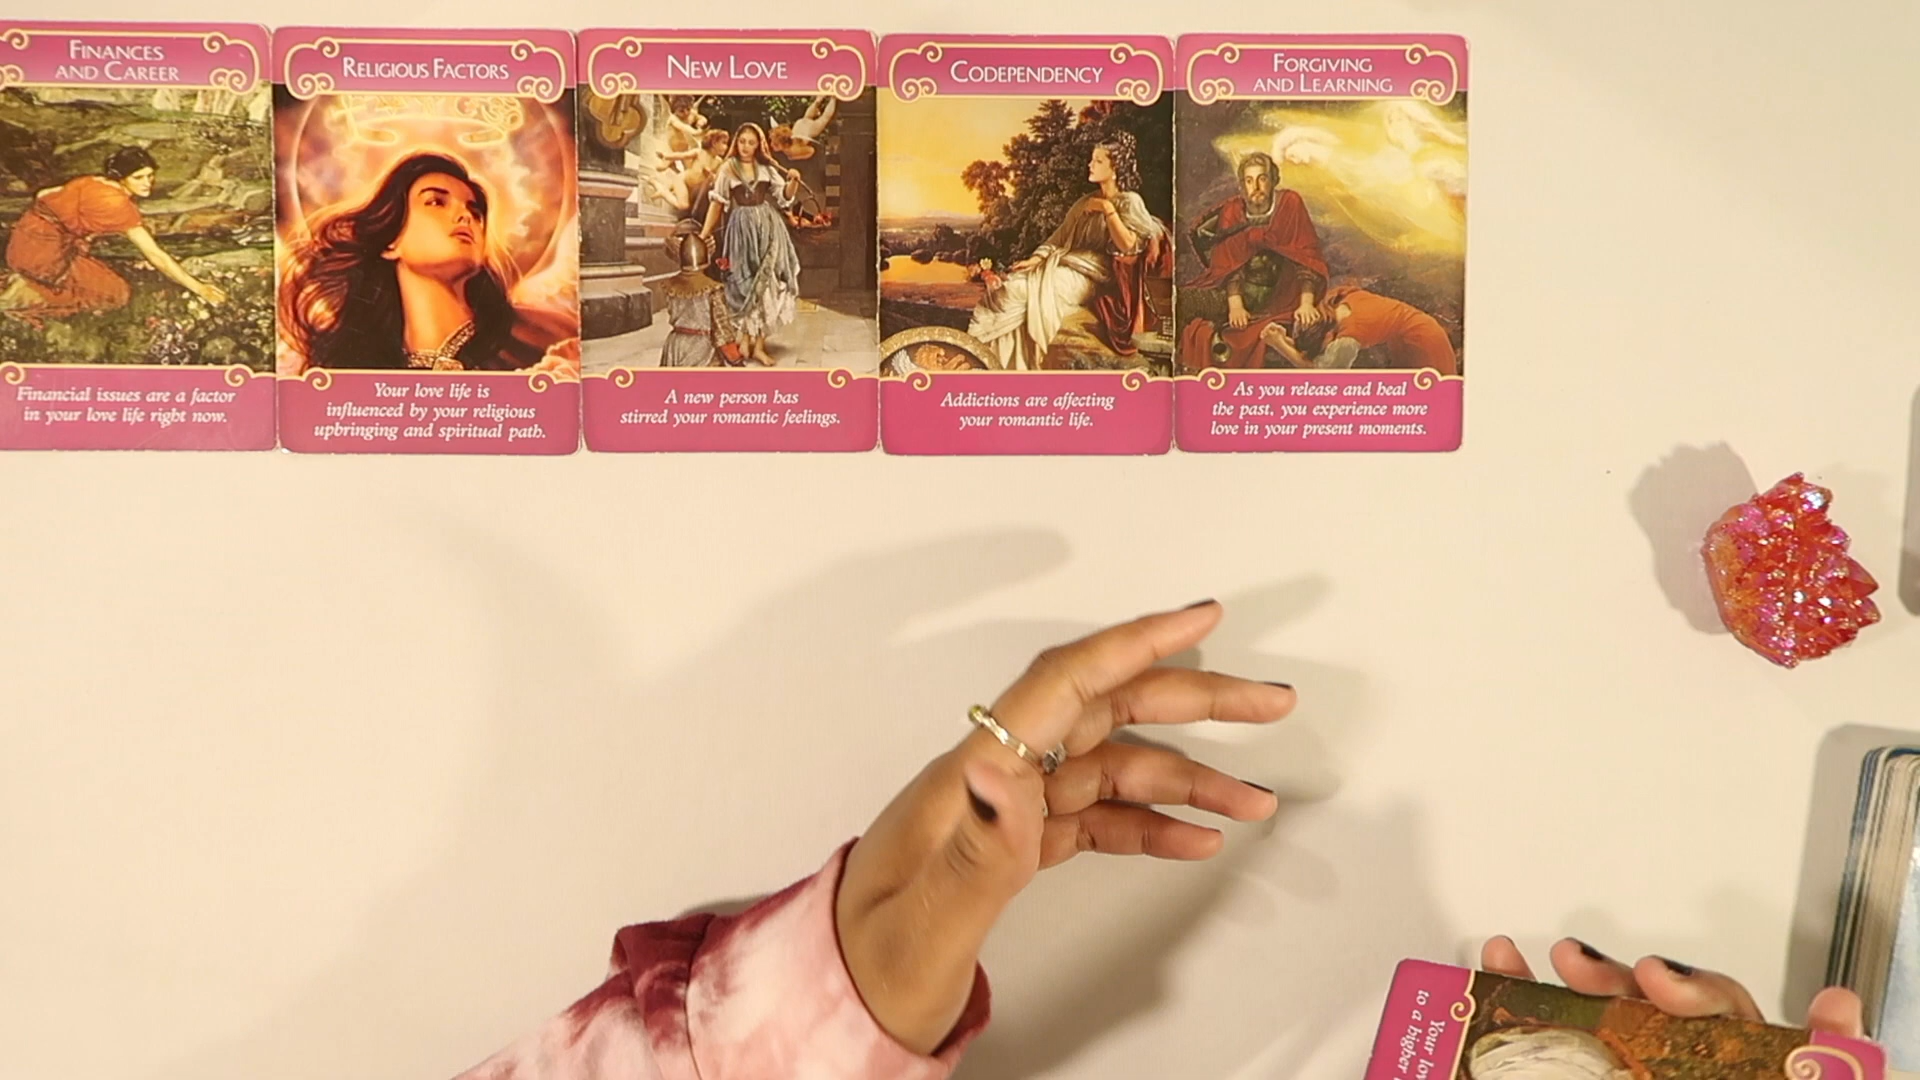 FINANCES
AND CAREER
Financial issues are a factor
in your love life right now.
RELIGIOUS FACTORS
Your love life is
influenced by your religious
upbringing and spiritual path.
NEW LOVE
A new person has
stirred your romantic feelings.
CODEPENDENCY
Addictions are affecting
your romantic life.
FORGIVING
AND LEARNING
As you release and heal
the past, you experience more
love in your present moments.
Your
to a